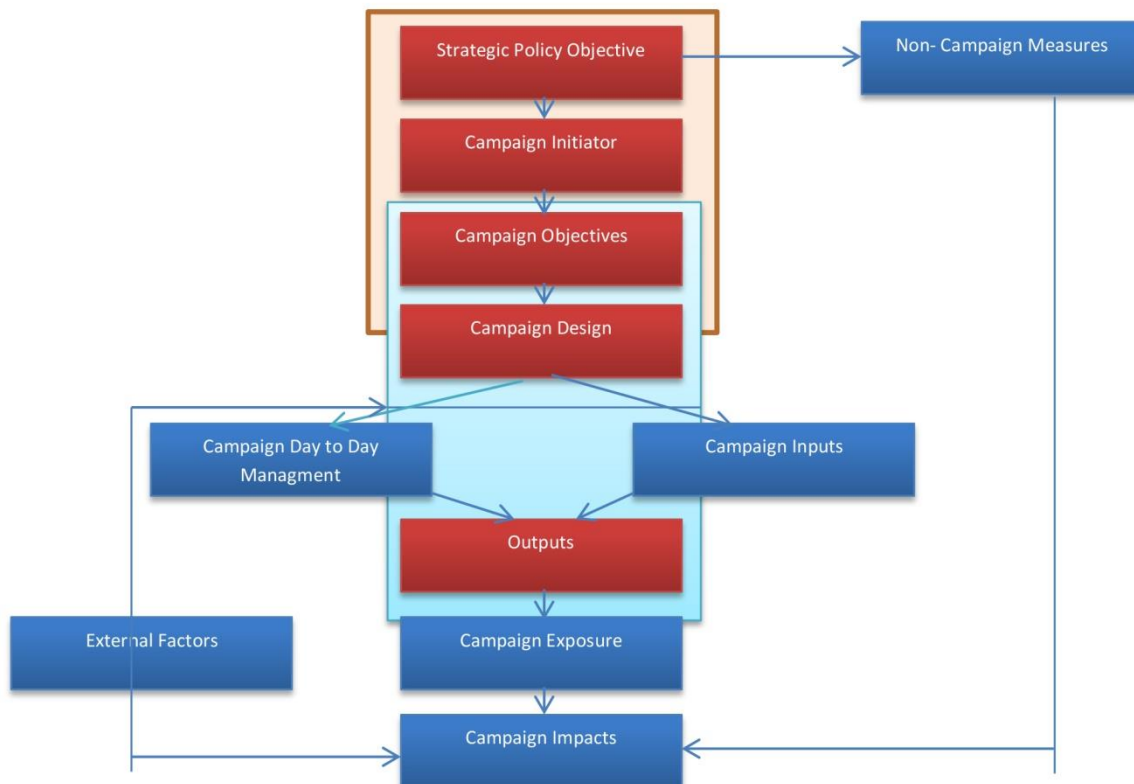 Strategic Policy Objective
Non- Campaign Measures
Campaign Initiator
Campaign Objectives
Campaign Design
Campaign Day to Day
Managment
Campaign Inputs
Outputs
External Factors
Campaign Exposure
Campaign Impacts